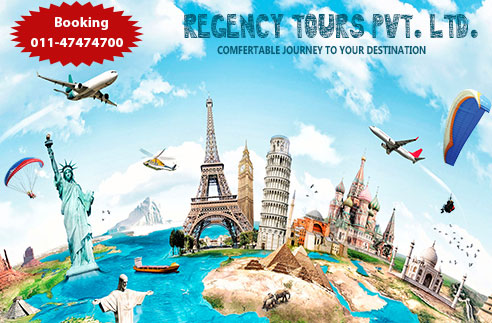 Booking
011-47474700
REGENCY TOURS PVT. LTD.
COMFERTABLE JOURNEY TO YOUR DESTINATION